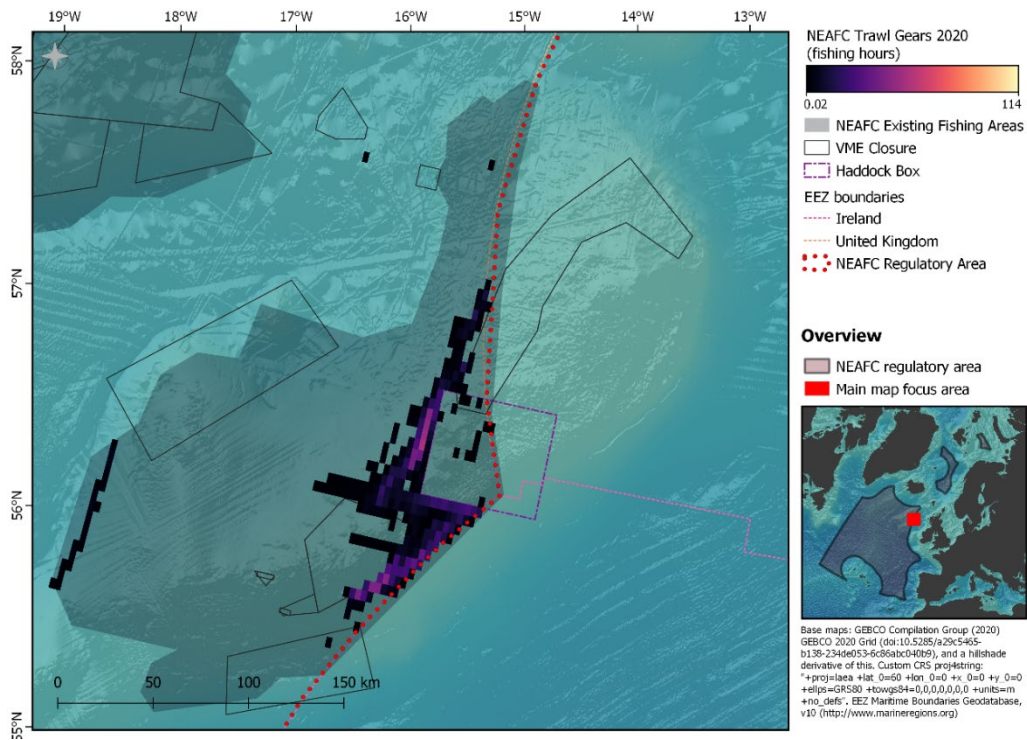 19°W 18°W 17°W 16°W 15°W 14°W 13°W
58°N
57°N
56°N
55°N
0 50 100 150 km
NEAFC Trawl Gears 2020
(fishing hours)
0.02 114
NEAFC Existing Fishing Areas
VME Closure
Haddock Box
EEZ boundaries
Ireland
United Kingdom
NEAFC Regulatory Area
Overview
NEAFC regulatory area
Main map focus area
Base maps: GEBCO Compilation Group (2020)
GEBCO 2020 Grid (doi:10.5285/a29c5465-
b138-234de053-6c86abc040b9), and a hillshade
derivative of this. Custom CRS proj4string:
"+proj=laea +lat_0=60 +lon_0=0 +x_0=0 +y_0=0
+ellps=GRS80 +towgs84=0,0,0,0,0,0,0 +units=m
+no_defs". EEZ Maritime Boundaries Geodatabase,
v10 (http://www.marineregions.org)